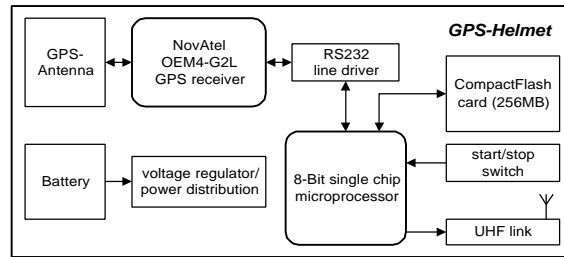 GPS-Helmet
GPS-
Antenna
NovAtel
OEM4-G2L
GPS receiver
RS232
line driver
CompactFlash
card (256MB)
Battery
voltage regulator/
power distribution
8-Bit single chip
microprocessor
start/stop
switch
UHF link